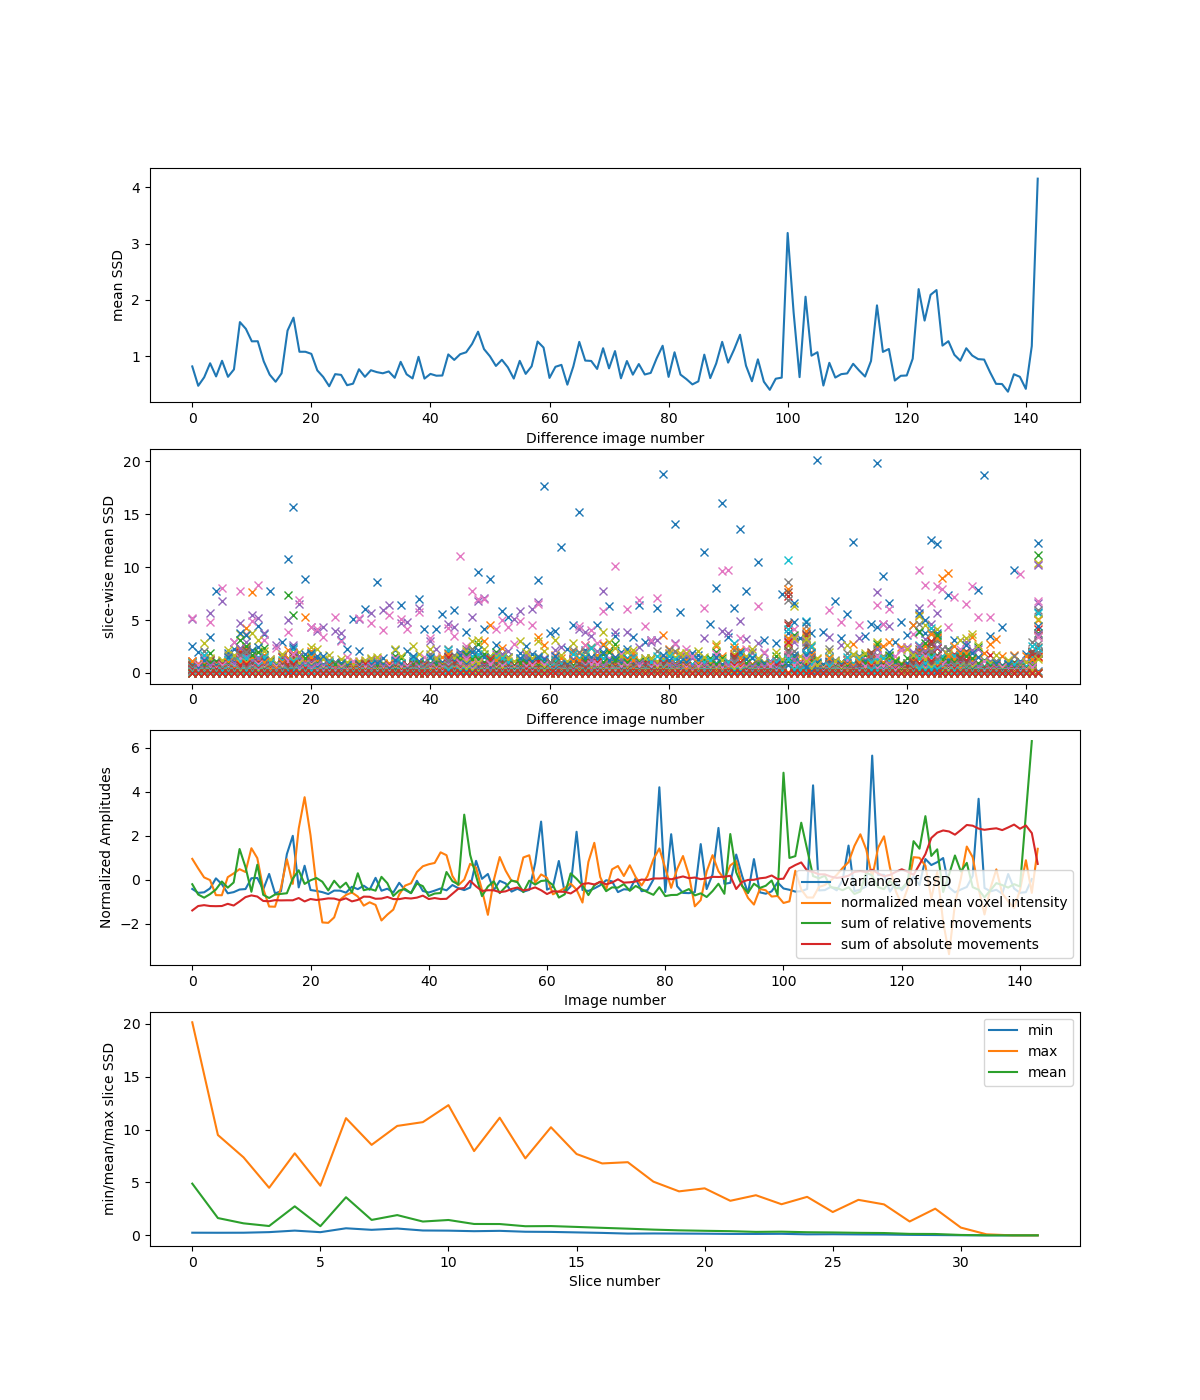 mean SSD
4
3
2
1
0 20 40 60 80 100 120 140
Difference image number
slice-wise mean SSD
20
15
10
5
0
0 20 40 60 80 100 120 140
Difference image number
Normalized Amplitudes
6
4
2
0
−2
variance of SSD
normalized mean voxel intensity
sum of relative movements
sum of absolute movements
0 20 40 60 80 100 120 140
Image number
min/mean/max slice SSD
20
15
10
5
0
min
max
mean
0 5 10 15 20 25 30
Slice number